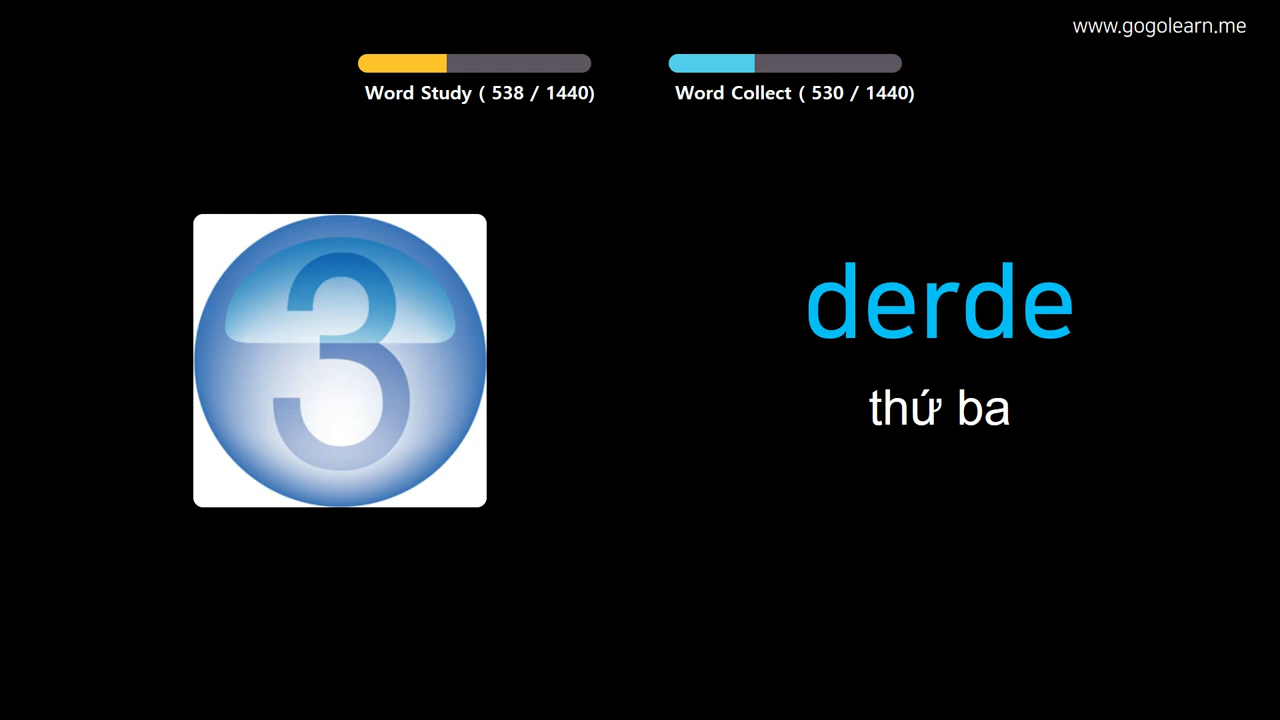 www.gogolearn.me
Word Study ( 538 / 1440)
Word Collect ( 530 / 1440)
3
derde
thứ ba